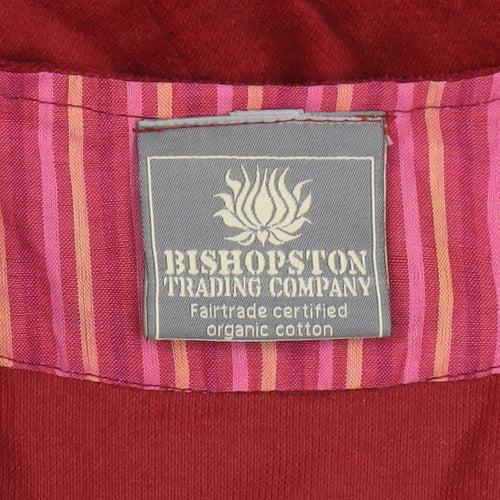 BISHOPSTON
TRADING COMPANY
Fairtrade certified
organic cotton